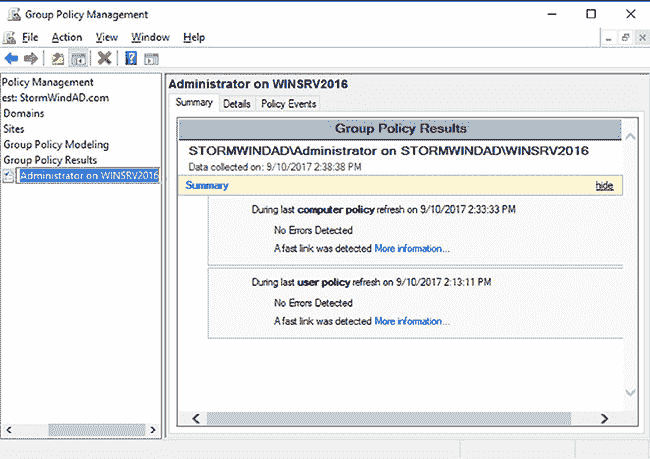 Group Policy Management
File Action View Window Help
Policy Management
est: StormWindAD.com
Domains
Sites
Group Policy Modeling
Group Policy Results
Administrator on WINSRV2016
Administrator on WINSRV2016
Summary Details Policy Events
Group Policy Results
STORMWINDAD\Administrator on STORMWINDAD\WINSRV2016
Data collected on: 9/10/2017 2:38:38 PM
Summary hide
During last computer policy refresh on 9/10/2017 2:33:33 PM
No Errors Detected
A fast link was detected More information...
During last user policy refresh on 9/10/2017 2:13:11 PM
No Errors Detected
A fast link was detected More information...